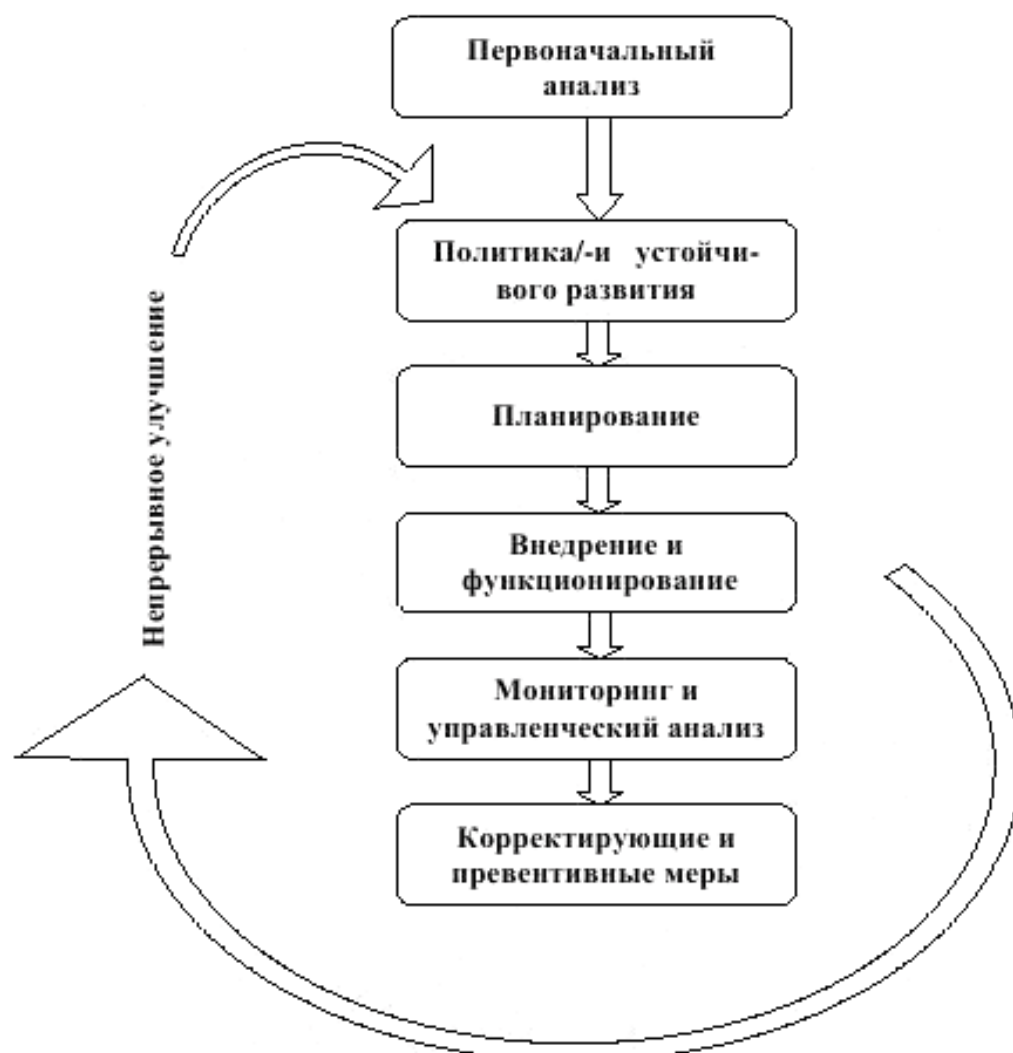 Первоначальный
анализ
Политика/-и устойчи-
вого развития
Планирование
Внедрение и
функционирование
Мониторинг и
управленческий анализ
Корректирующие и
превентивные меры
Непрерывное улучшение